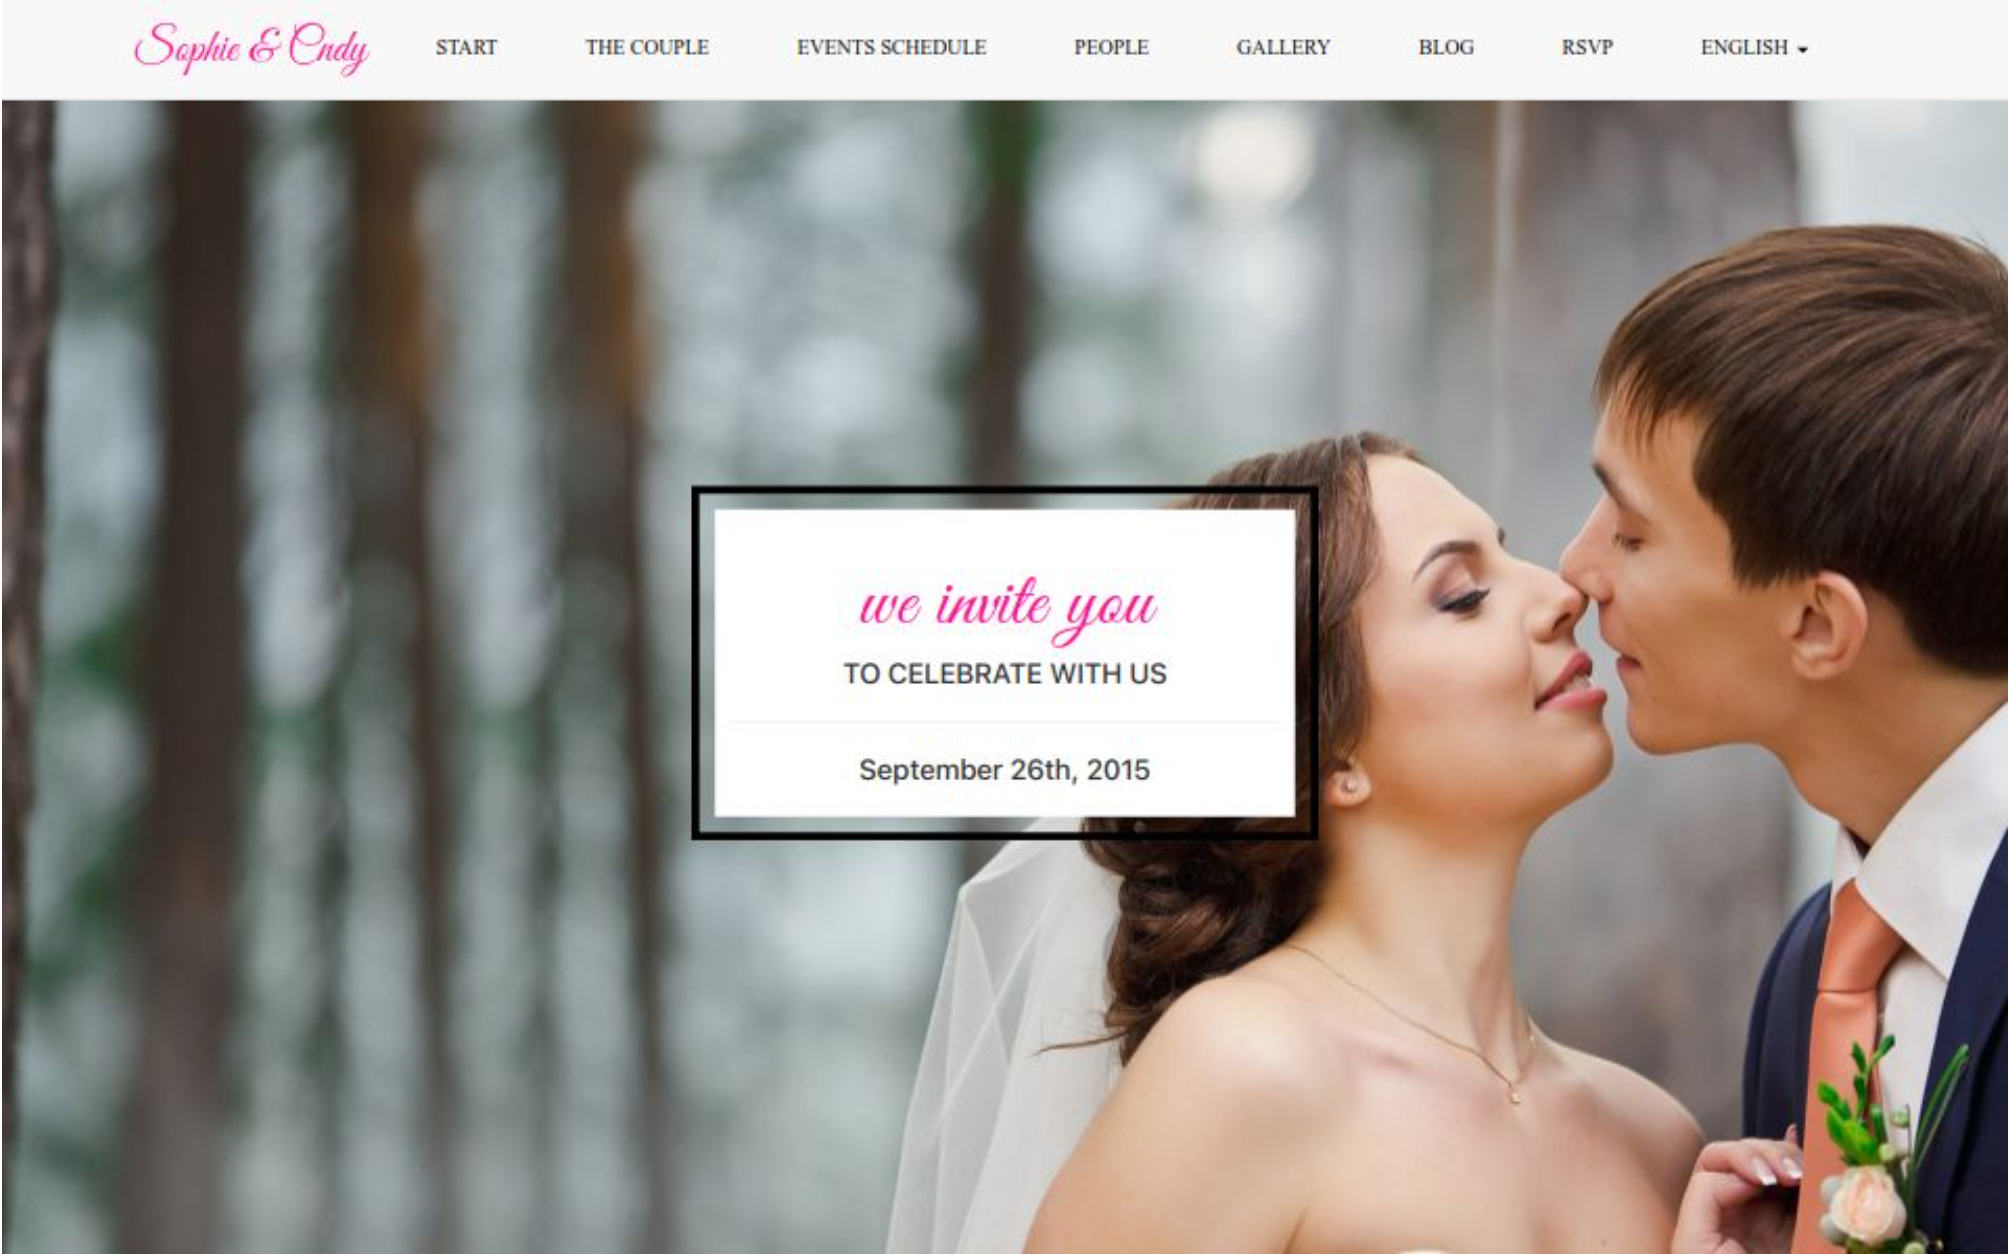 Sophie & Cndy
START
THE COUPLE
EVENTS SCHEDULE
PEOPLE
GALLERY
BLOG
RSVP
ENGLISH
we invite you
TO CELEBRATE WITH US
September 26th, 2015